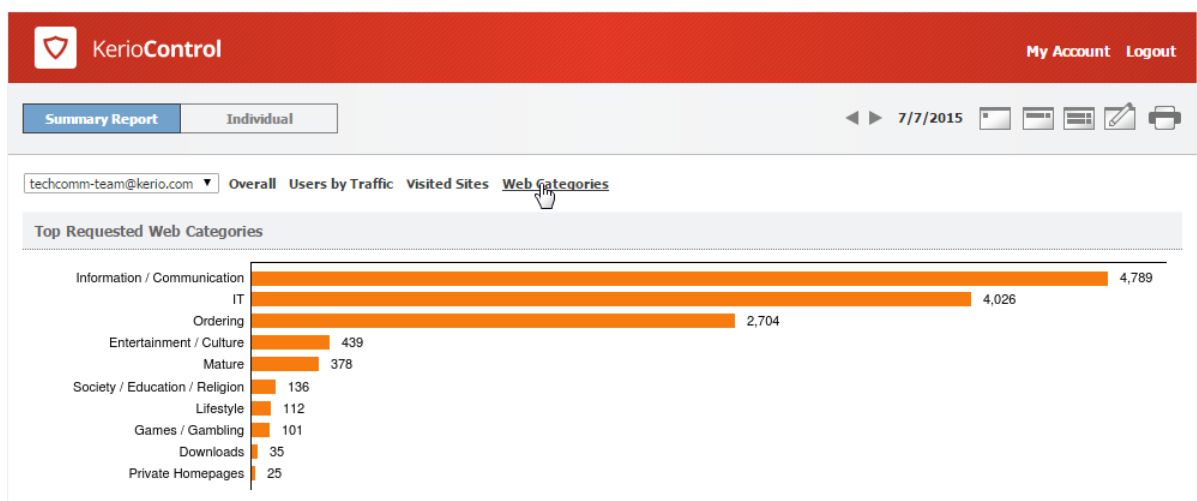 KerioControl
My Account Logout
Summary Report Individual
7/7/2015
techcomm-team@kerio.com Overall Users by Traffic Visited Sites Web Categories
Top Requested Web Categories
Information / Communication 4,789
IT 4,026
Ordering 2,704
Entertainment / Culture 439
Mature 378
Society / Education / Religion 136
Lifestyle 112
Games / Gambling 101
Downloads 35
Private Homepages 25